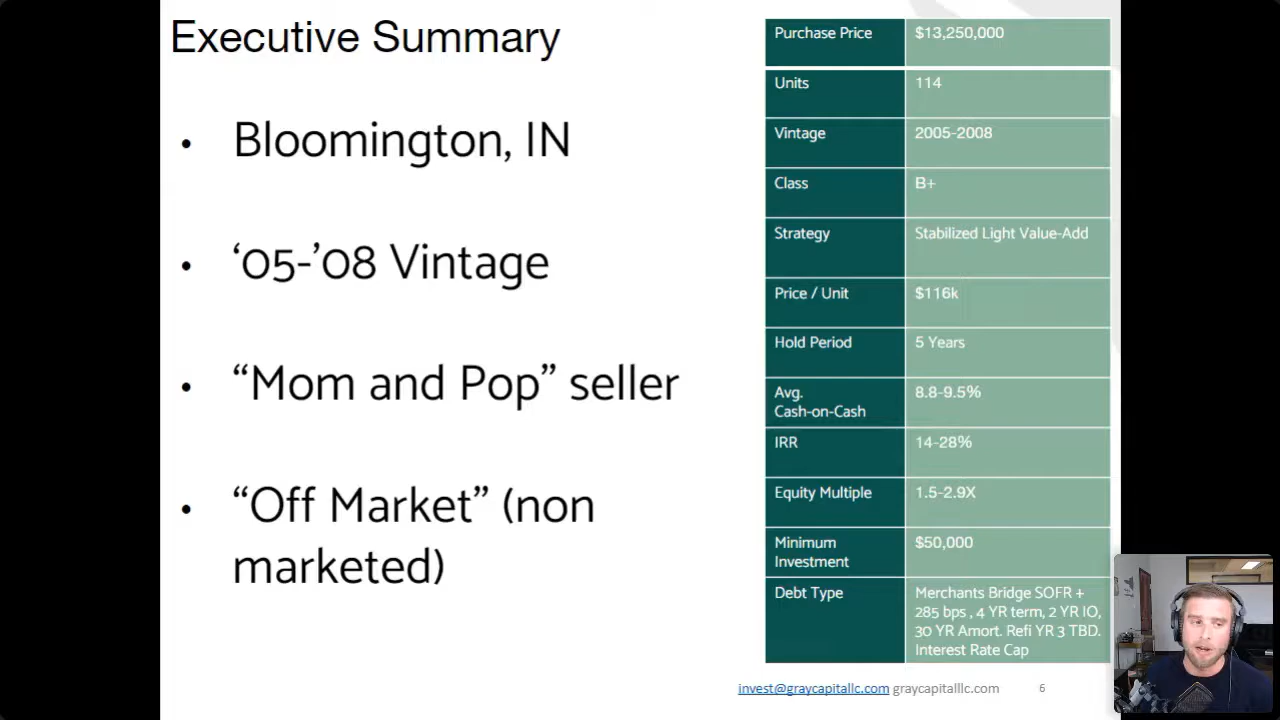 Executive Summary
• Bloomington, IN
• ‘05-’08 Vintage
• “Mom and Pop” seller
• “Off Market” (non
marketed)
Purchase Price $13,250,000
Units 114
Vintage 2005-2008
Class B+
Strategy Stabilized Light Value-Add
Price / Unit $116k
Hold Period 5 Years
Avg.
Cash-on-Cash 8.8-9.5%
IRR 14-28%
Equity Multiple 1.5-2.9X
Minimum
Investment $50,000
Debt Type Merchants Bridge SOFR +
285 bps , 4 YR term, 2 YR IO,
30 YR Amort. Refi YR 3 TBD.
Interest Rate Cap
invest@graycapitalllc.com graycapitalllc.com 6